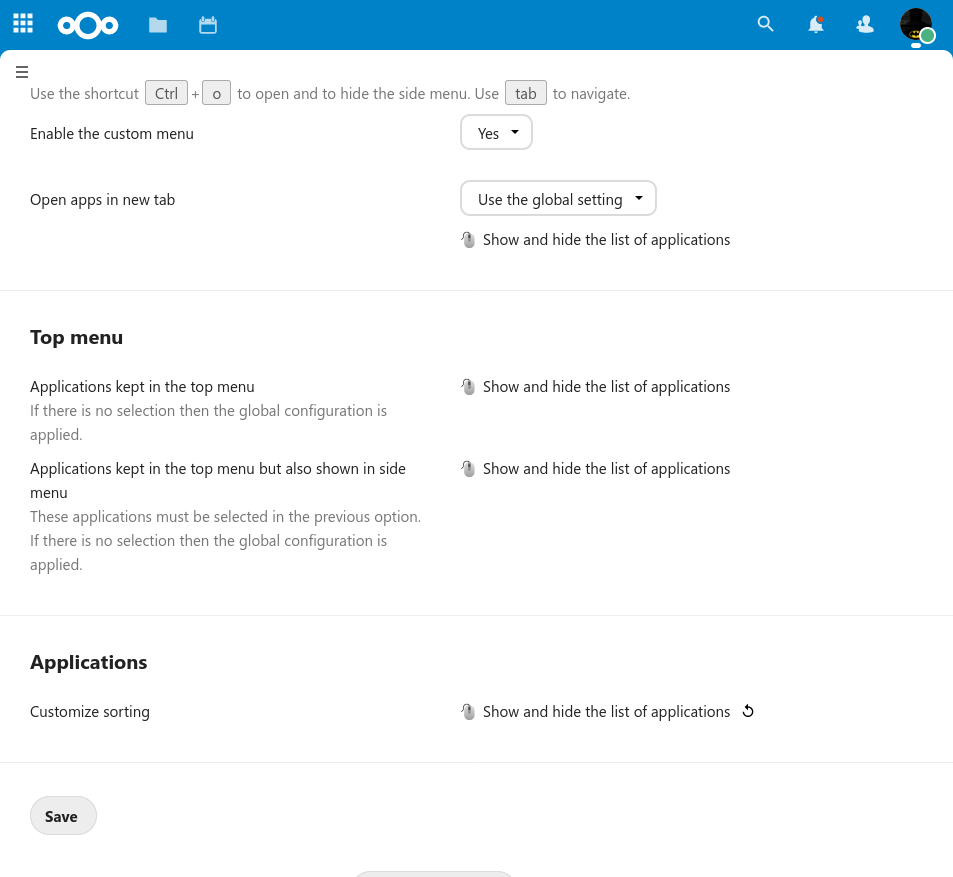 Use the shortcut Ctrl + o to open and to hide the side menu. Use tab to navigate.
Enable the custom menu Yes
Open apps in new tab Use the global setting
Show and hide the list of applications
Top menu
Applications kept in the top menu Show and hide the list of applications
If there is no selection then the global configuration is
applied.
Applications kept in the top menu but also shown in side Show and hide the list of applications
menu
These applications must be selected in the previous option.
If there is no selection then the global configuration is
applied.
Applications
Customize sorting Show and hide the list of applications
Save